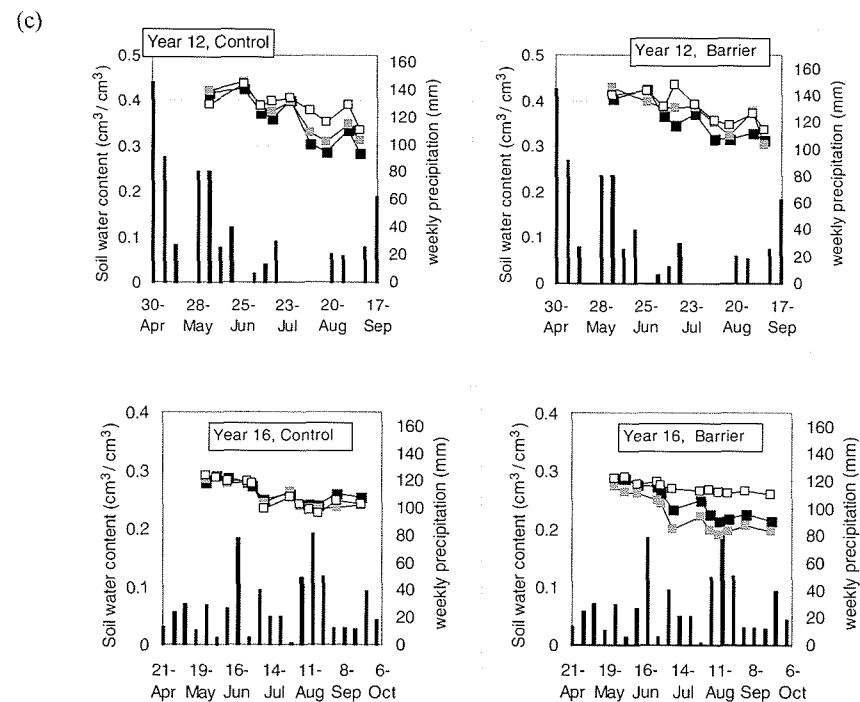 (c)
Year 12, Control
Soil water content (cm³/ cm³)
0.5
0.4
0.3
0.2
0.1
0
160
140
120
100
80
60
40
20
0
weekly precipitation (mm)
30- 28- 25- 23- 20- 17-
Apr May Jun Jul Aug Sep
Year 12, Barrier
Soil water content (cm³/ cm³)
0.5
0.4
0.3
0.2
0.1
0
160
140
120
100
80
60
40
20
0
weekly precipitation (mm)
30- 28- 25- 23- 20- 17-
Apr May Jun Jul Aug Sep
Year 16, Control
Soil water content (cm³/ cm³)
0.4
0.3
0.2
0.1
0
160
140
120
100
80
60
40
20
0
weekly precipitation (mm)
21- 19- 16- 14- 11- 8- 6-
Apr May Jun Jul Aug Sep Oct
Year 16, Barrier
Soil water content (cm³/ cm³)
0.4
0.3
0.2
0.1
0
160
140
120
100
80
60
40
20
0
weekly precipitation (mm)
21- 19- 16- 14- 11- 8- 6-
Apr May Jun Jul Aug Sep Oct